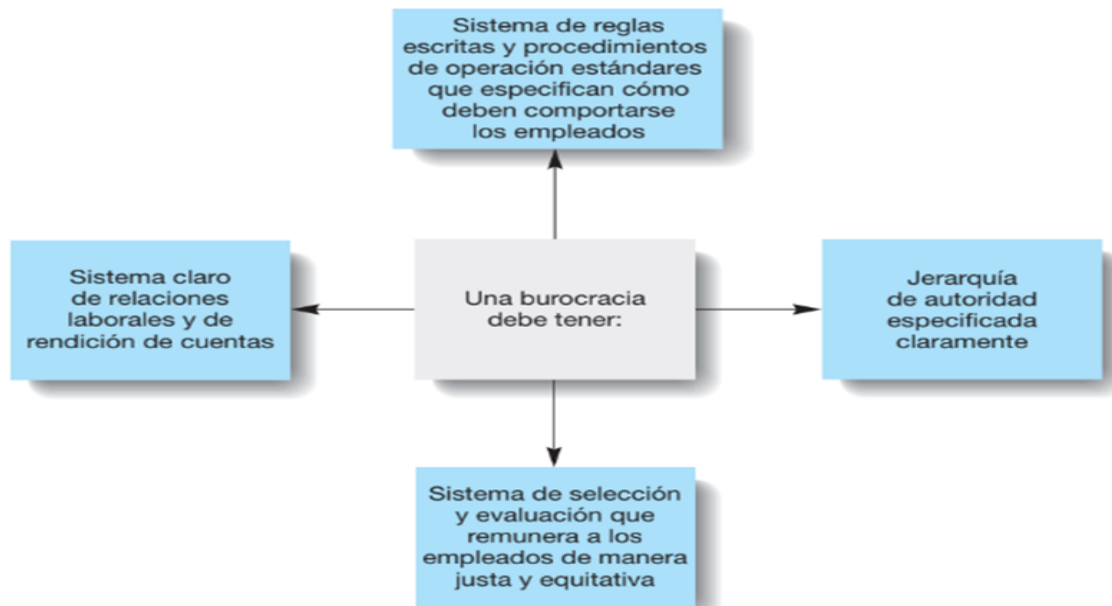 Sistema de reglas
escritas y procedimientos
de operación estándares
que especifican cómo
deben comportarse
los empleados
Sistema claro
de relaciones
laborales y de
rendición de cuentas
Una burocracia
debe tener:
Jerarquía
de autoridad
especificada
claramente
Sistema de selección
y evaluación que
remunera a los
empleados de manera
justa y equitativa